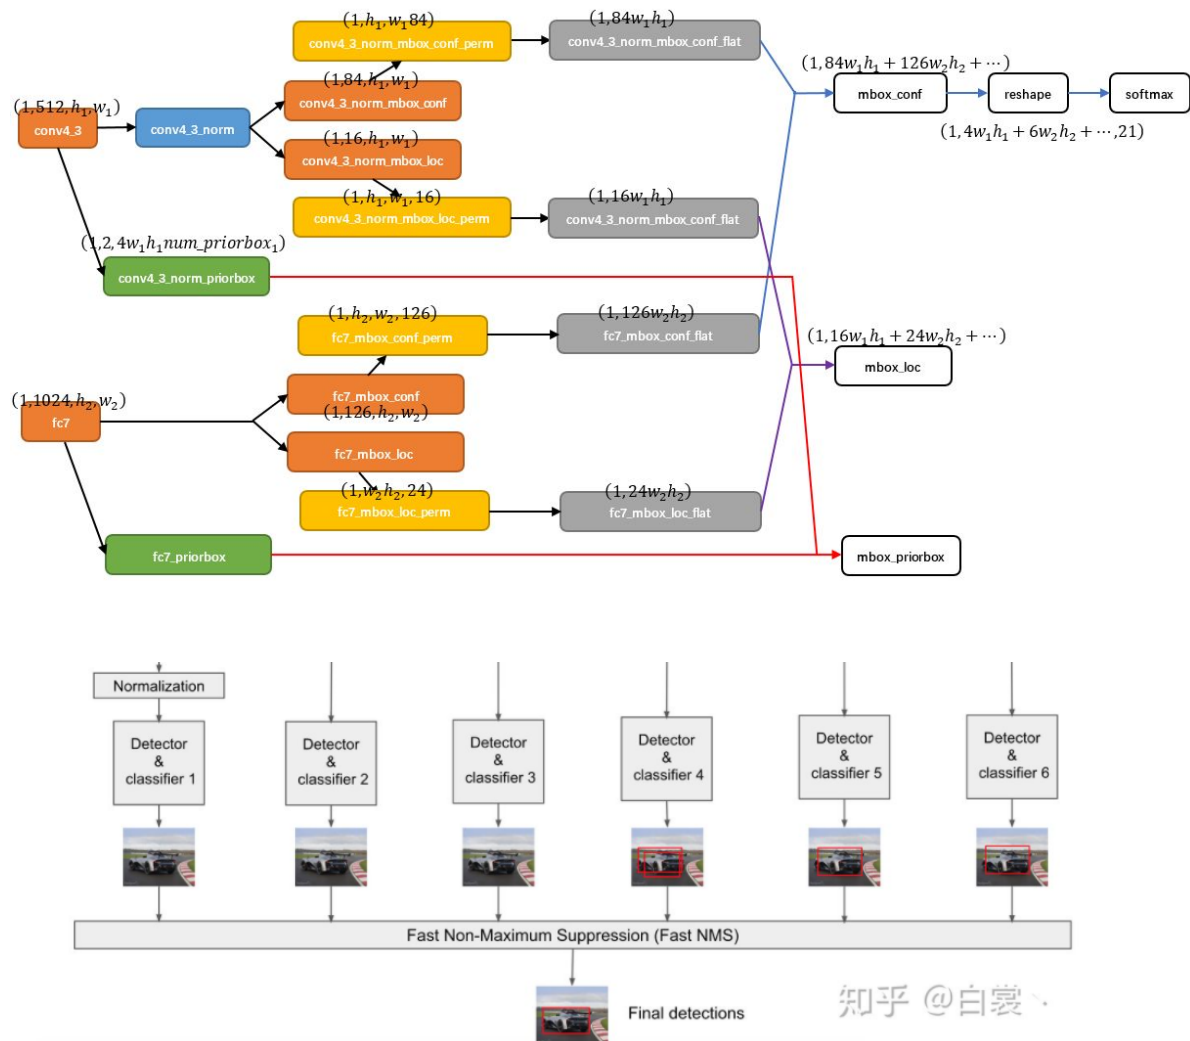 (1,h₁,w₁84)
conv4_3_norm_mbox_conf_perm
(1,84w₁h₁)
conv4_3_norm_mbox_conf_flat
(1,84w₁h₁ + 126w₂h₂ + ⋯)
mbox_conf
reshape
softmax
(1,4w₁h₁ + 6w₂h₂ + ⋯,21)
(1,84,h₁,w₁)
conv4_3_norm_mbox_conf
(1,512,h₁,w₁)
conv4_3
conv4_3_norm
(1,16,h₁,w₁)
conv4_3_norm_mbox_loc
(1,h₁,w₁,16)
conv4_3_norm_mbox_loc_perm
(1,16w₁h₁)
conv4_3_norm_mbox_conf_flat
(1,2,4w₁h₁num_priorbox₁)
conv4_3_norm_priorbox
(1,h₂,w₂,126)
fc7_mbox_conf_perm
(1,126w₂h₂)
fc7_mbox_conf_flat
(1,16w₁h₁ + 24w₂h₂ + ⋯)
mbox_loc
fc7_mbox_conf
(1,126,h₂,w₂)
(1,1024,h₂,w₂)
fc7
fc7_mbox_loc
(1,w₂h₂,24)
fc7_mbox_loc_perm
(1,24w₂h₂)
fc7_mbox_loc_flat
fc7_priorbox
mbox_priorbox
Normalization
Detector
&
classifier 1
Detector
&
classifier 2
Detector
&
classifier 3
Detector
&
classifier 4
Detector
&
classifier 5
Detector
&
classifier 6
Fast Non-Maximum Suppression (Fast NMS)
Final detections
知乎 @白裳丶